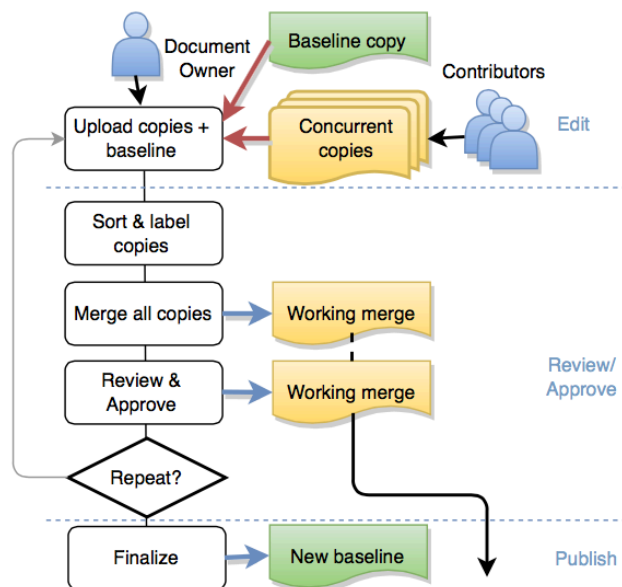 Document
Owner
Baseline copy
Contributors
Upload copies +
baseline
Concurrent
copies
Edit
Sort & label
copies
Merge all copies
Working merge
Review &
Approve
Working merge
Review/
Approve
Repeat?
Finalize
New baseline
Publish